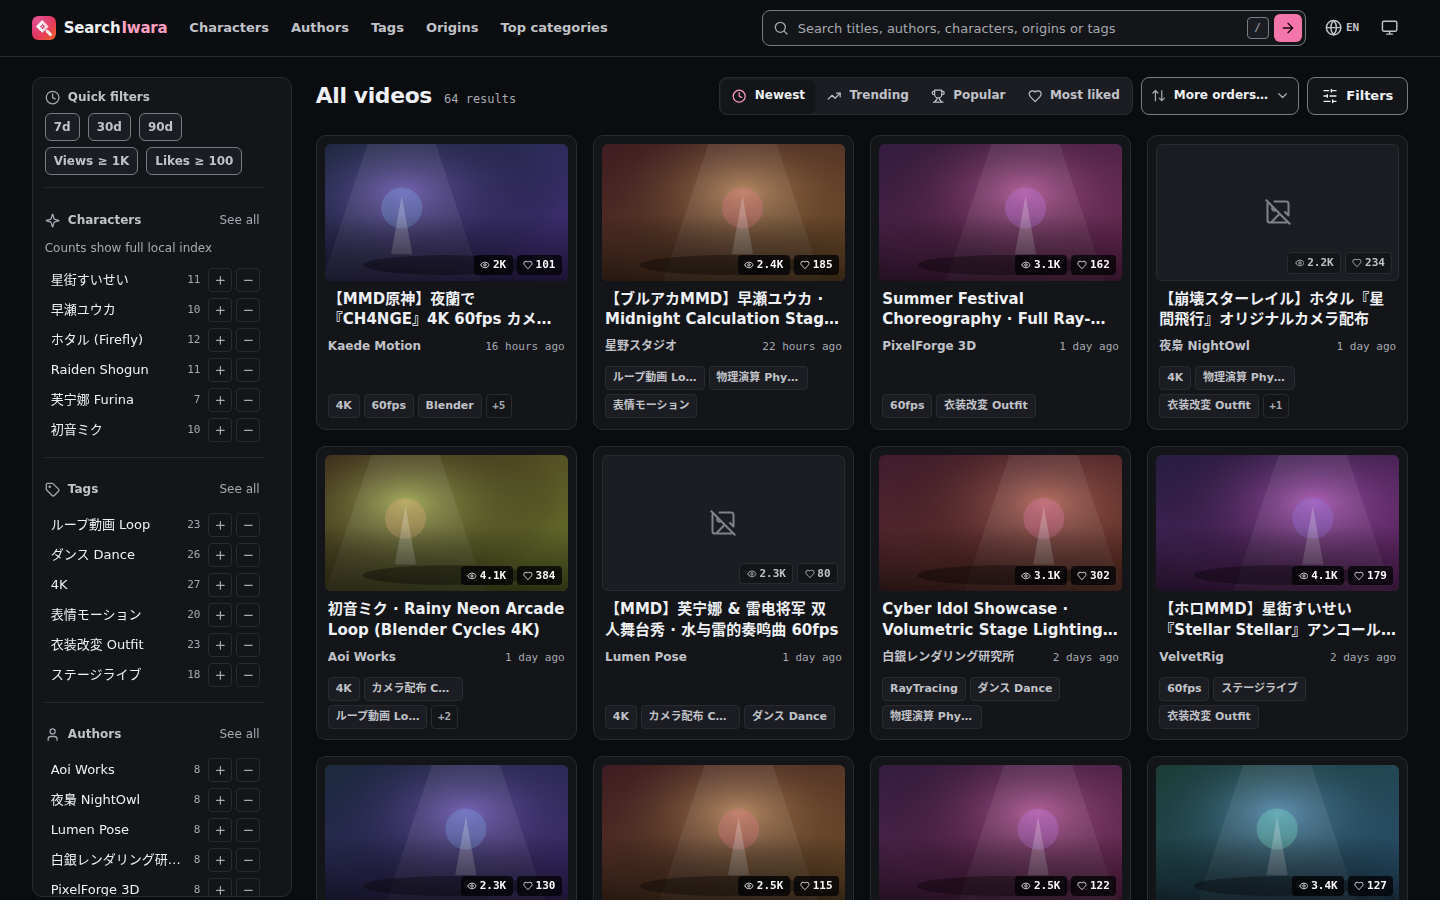 SearchIwara
Characters
Authors
Tags
Origins
Top categories
Search titles, authors, characters, origins or tags
/
EN
Quick filters
7d
30d
90d
Views ≥ 1K
Likes ≥ 100
Characters
See all
Counts show full local index
星街すいせい 11
早瀬ユウカ 10
ホタル (Firefly) 12
Raiden Shogun 11
芙宁娜 Furina 7
初音ミク 10
Tags
See all
ループ動画 Loop 23
ダンス Dance 26
4K 27
表情モーション 20
衣装改変 Outfit 23
ステージライブ 18
Authors
See all
Aoi Works 8
夜梟 NightOwl 8
Lumen Pose 8
白銀レンダリング研… 8
PixelForge 3D 8
All videos
64 results
Newest
Trending
Popular
Most liked
More orders…
Filters
2K 101
【MMD原神】夜蘭で
『CH4NGE』4K 60fps カメ…
Kaede Motion
16 hours ago
4K
60fps
Blender
+5
2.4K 185
【ブルアカMMD】早瀬ユウカ ·
Midnight Calculation Stag…
星野スタジオ
22 hours ago
ループ動画 Lo…
物理演算 Phy…
表情モーション
3.1K 162
Summer Festival
Choreography · Full Ray-…
PixelForge 3D
1 day ago
60fps
衣装改変 Outfit
2.2K 234
【崩壊スターレイル】ホタル『星
間飛行』オリジナルカメラ配布
夜梟 NightOwl
1 day ago
4K
物理演算 Phy…
衣装改変 Outfit
+1
4.1K 384
初音ミク · Rainy Neon Arcade
Loop (Blender Cycles 4K)
Aoi Works
1 day ago
4K
カメラ配布 C…
ループ動画 Lo…
+2
2.3K 80
【MMD】芙宁娜 & 雷电将军 双
人舞台秀 · 水与雷的奏鸣曲 60fps
Lumen Pose
1 day ago
4K
カメラ配布 C…
ダンス Dance
3.1K 302
Cyber Idol Showcase ·
Volumetric Stage Lighting…
白銀レンダリング研究所
2 days ago
RayTracing
ダンス Dance
物理演算 Phy…
4.1K 179
【ホロMMD】星街すいせい
『Stellar Stellar』アンコール…
VelvetRig
2 days ago
60fps
ステージライブ
衣装改変 Outfit
2.3K 130
2.5K 115
2.5K 122
3.4K 127